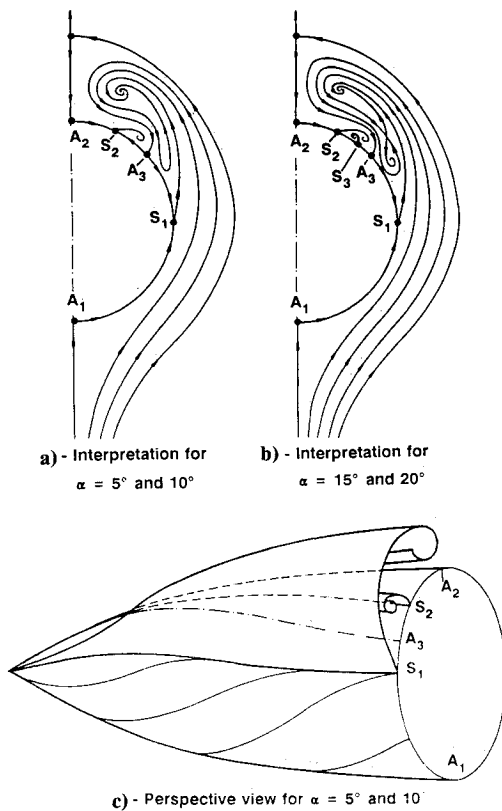 A2
S2
A3
S1
A1
a) - Interpretation for
α = 5° and 10°
A2
S2
S3
A3
S1
A1
b) - Interpretation for
α = 15° and 20°
A2
S2
A3
S1
A1
c) - Perspective view for α = 5° and 10